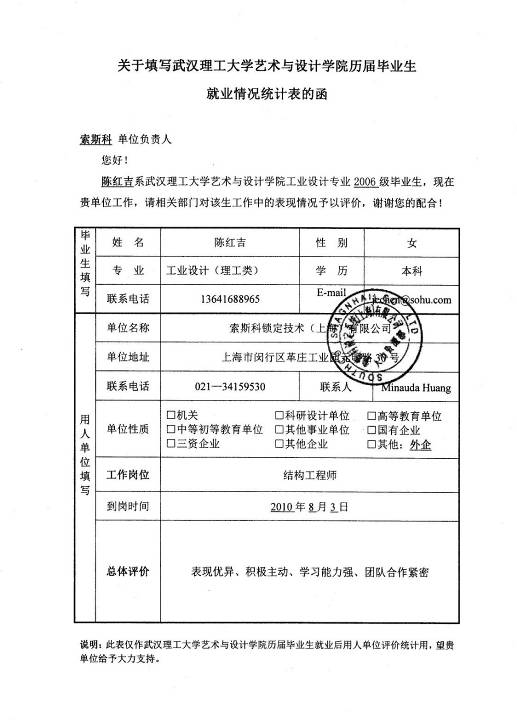 关于填写武汉理工大学艺术与设计学院历届毕业生
就业情况统计表的函
索斯科 单位负责人
您好！
陈红吉系武汉理工大学艺术与设计学院工业设计专业 2006 级毕业生，现在
贵单位工作，请相关部门对该生工作中的表现情况予以评价，谢谢您的配合！
毕业生填写
姓 名 陈红吉 性 别 女
专 业 工业设计（理工类） 学 历 本科
联系电话 13641688965 E-mail @sohu.com
用人单位填写
单位名称 索斯科锁定技术（上海）有限公司
单位地址 上海市闵行区莘庄工业区 号
联系电话 021—34159530 联系人 Minauda Huang
单位性质
□机关 □科研设计单位 □高等教育单位
□中等初等教育单位 □其他事业单位 □国有企业
□三资企业 □其他企业 □其他：外企
工作岗位 结构工程师
到岗时间 2010 年 8 月 3 日
总体评价 表现优异、积极主动、学习能力强、团队合作紧密
说明：此表仅作武汉理工大学艺术与设计学院历届毕业生就业后用人单位评价统计用，望贵
单位给予大力支持。